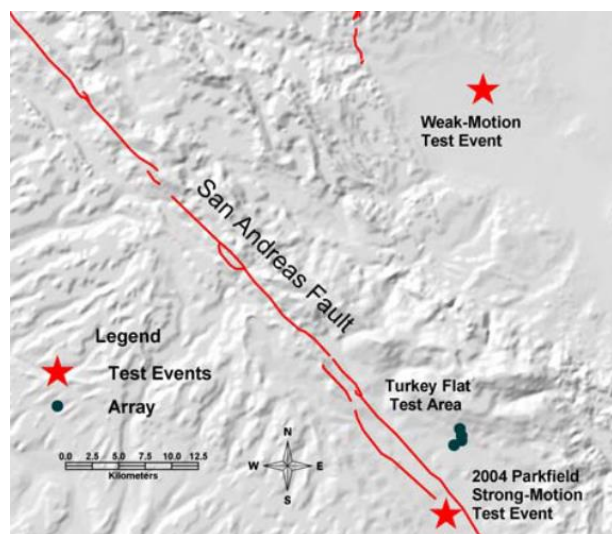 Weak-Motion
Test Event
San Andreas Fault
Legend
Test Events
Array
Turkey Flat
Test Area
0.0 2.5 5.0 7.5 10.0 12.5
Kilometers
N
W E
S
2004 Parkfield
Strong-Motion
Test Event